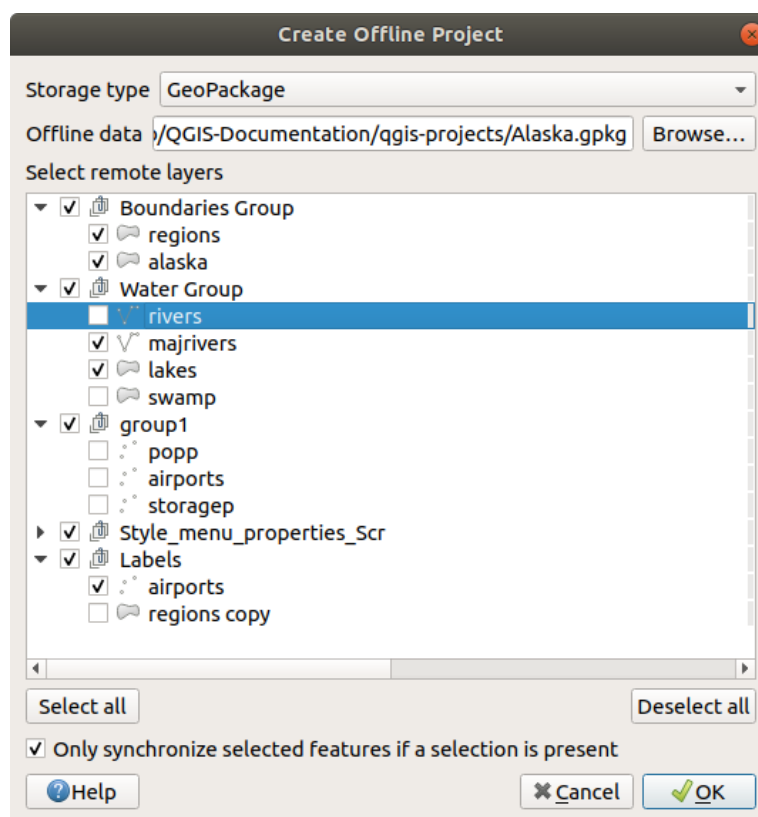 Create Offline Project
Storage type GeoPackage
Offline data /QGIS-Documentation/qgis-projects/Alaska.gpkg Browse...
Select remote layers
Boundaries Group
regions
alaska
Water Group
rivers
majrivers
lakes
swamp
group1
popp
airports
storagep
Style_menu_properties_Scr
Labels
airports
regions copy
Select all Deselect all
Only synchronize selected features if a selection is present
Help Cancel OK